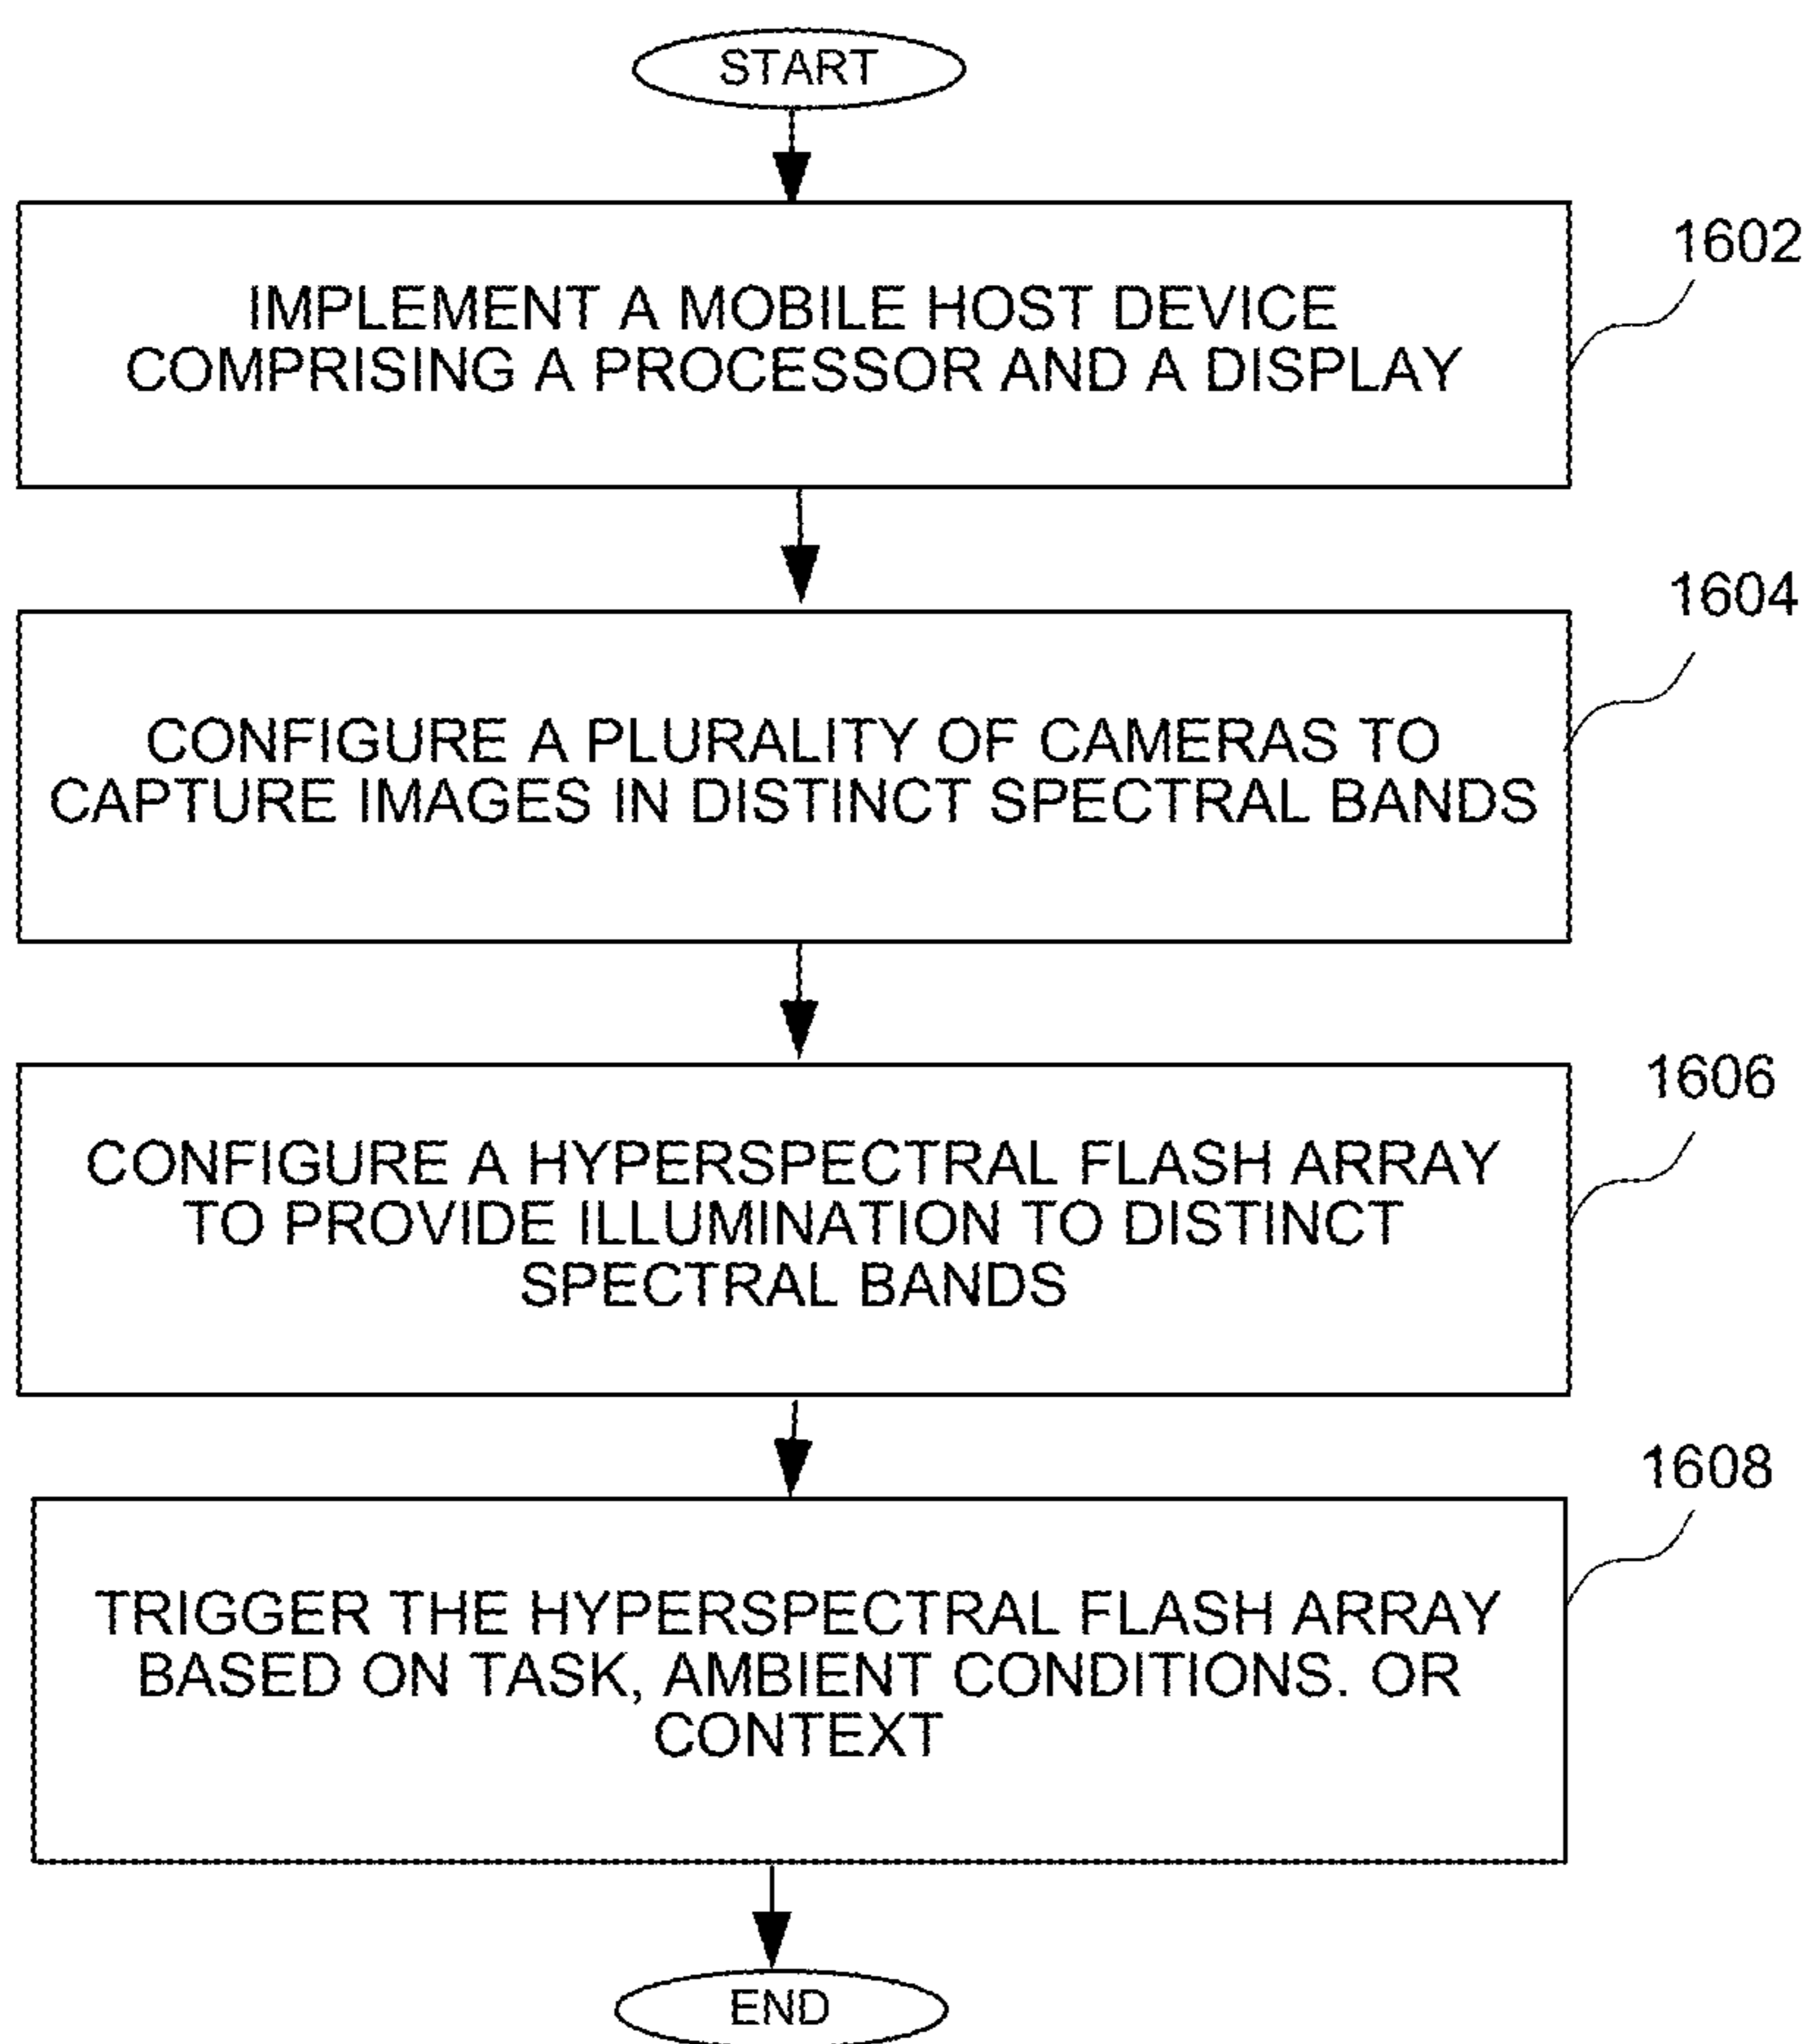 START
1602
IMPLEMENT A MOBILE HOST DEVICE
COMPRISING A PROCESSOR AND A DISPLAY
1604
CONFIGURE A PLURALITY OF CAMERAS TO
CAPTURE IMAGES IN DISTINCT SPECTRAL BANDS
1606
CONFIGURE A HYPERSPECTRAL FLASH ARRAY
TO PROVIDE ILLUMINATION TO DISTINCT
SPECTRAL BANDS
1608
TRIGGER THE HYPERSPECTRAL FLASH ARRAY
BASED ON TASK, AMBIENT CONDITIONS. OR
CONTEXT
END